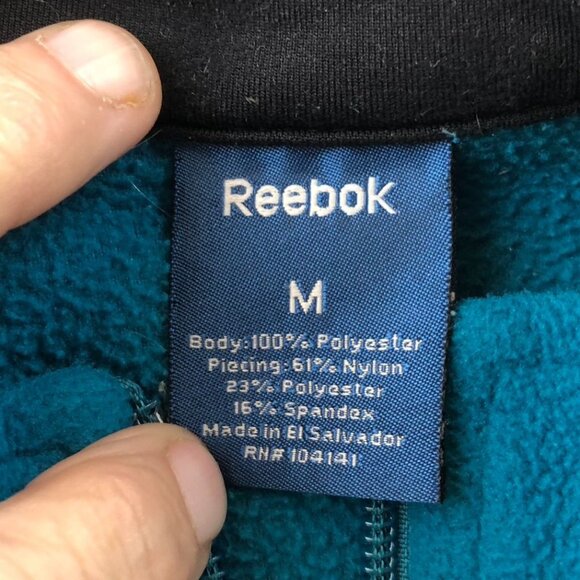 Reebok
M
Body:100% Polyester
Piecing: 61% Nylon
23% Polyester
16% Spandex
Made in El Salvador
RN# 104141